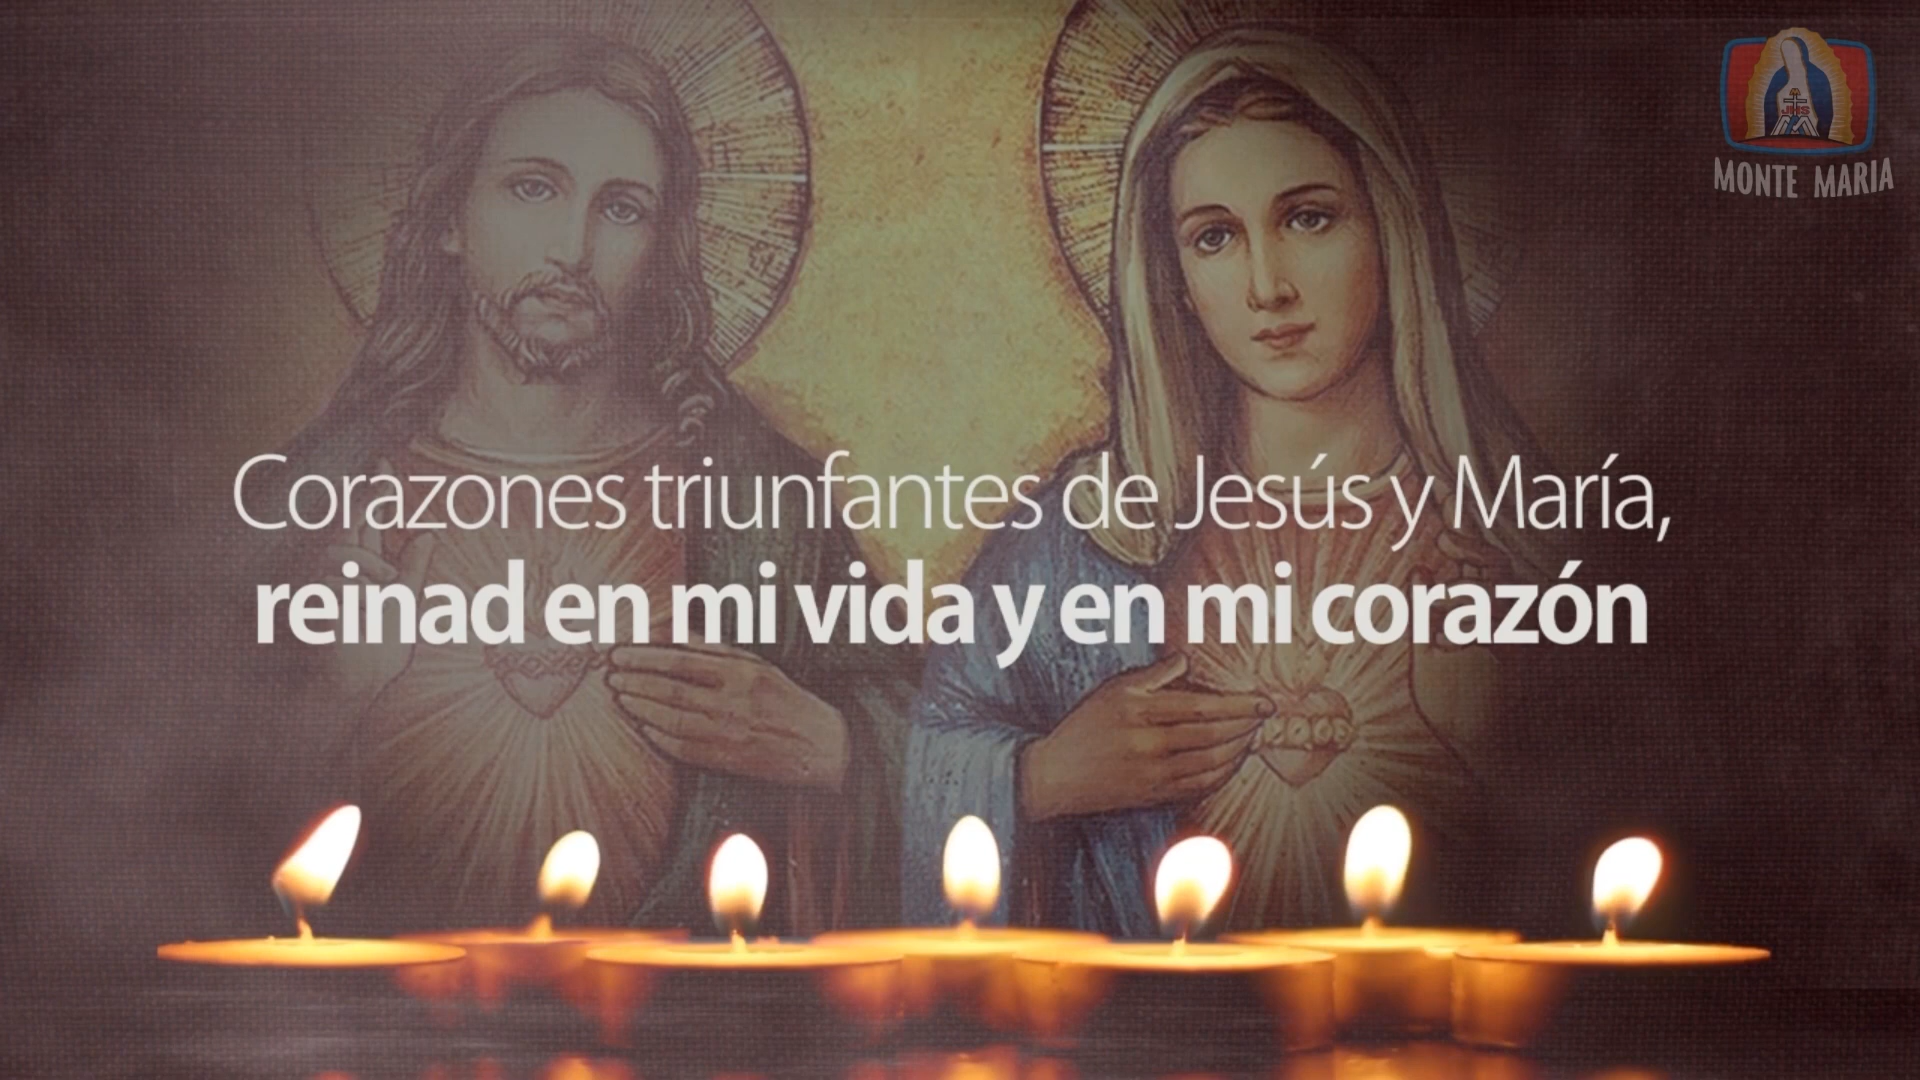 MONTE MARIA
Corazones triunfantes de Jesús y María,
reinad en mi vida y en mi corazón